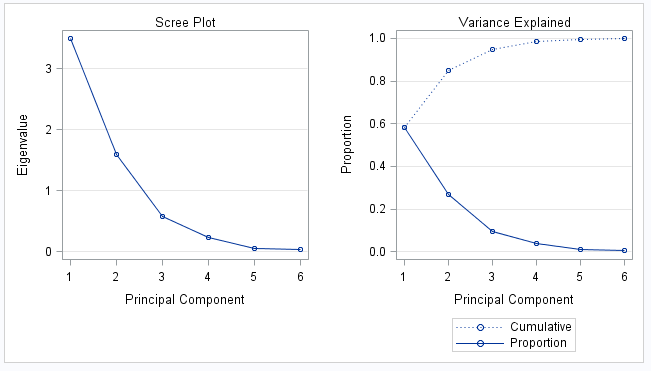 Scree Plot
Eigenvalue
3
2
1
0
1 2 3 4 5 6
Principal Component
Variance Explained
Proportion
1.0
0.8
0.6
0.4
0.2
0.0
1 2 3 4 5 6
Principal Component
Cumulative
Proportion